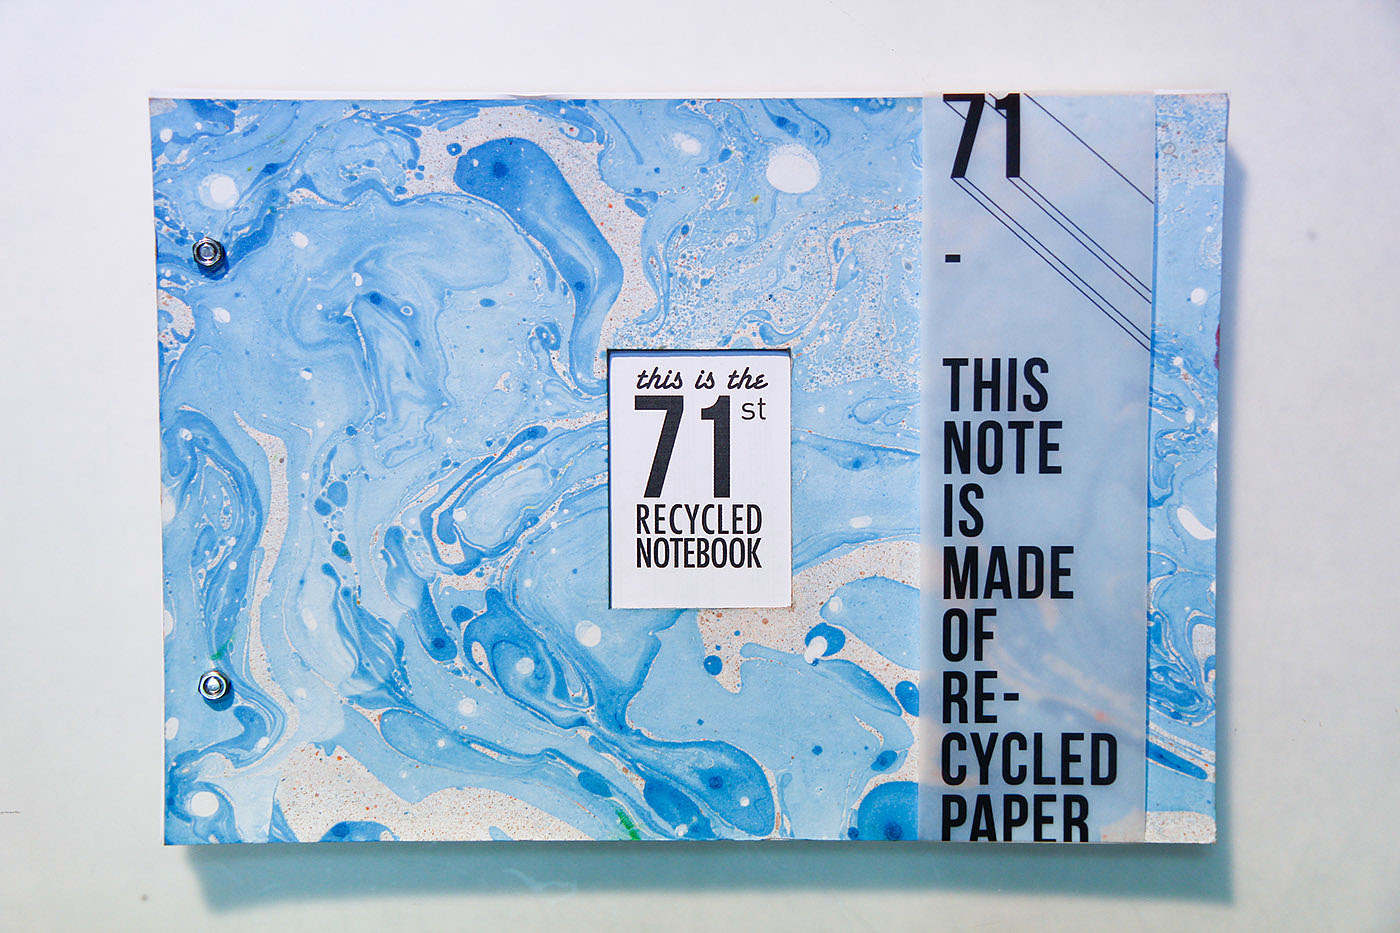 this is the
71st
RECYCLED
NOTEBOOK
71
-
THIS
NOTE
IS
MADE
OF
RE-
CYCLED
PAPER